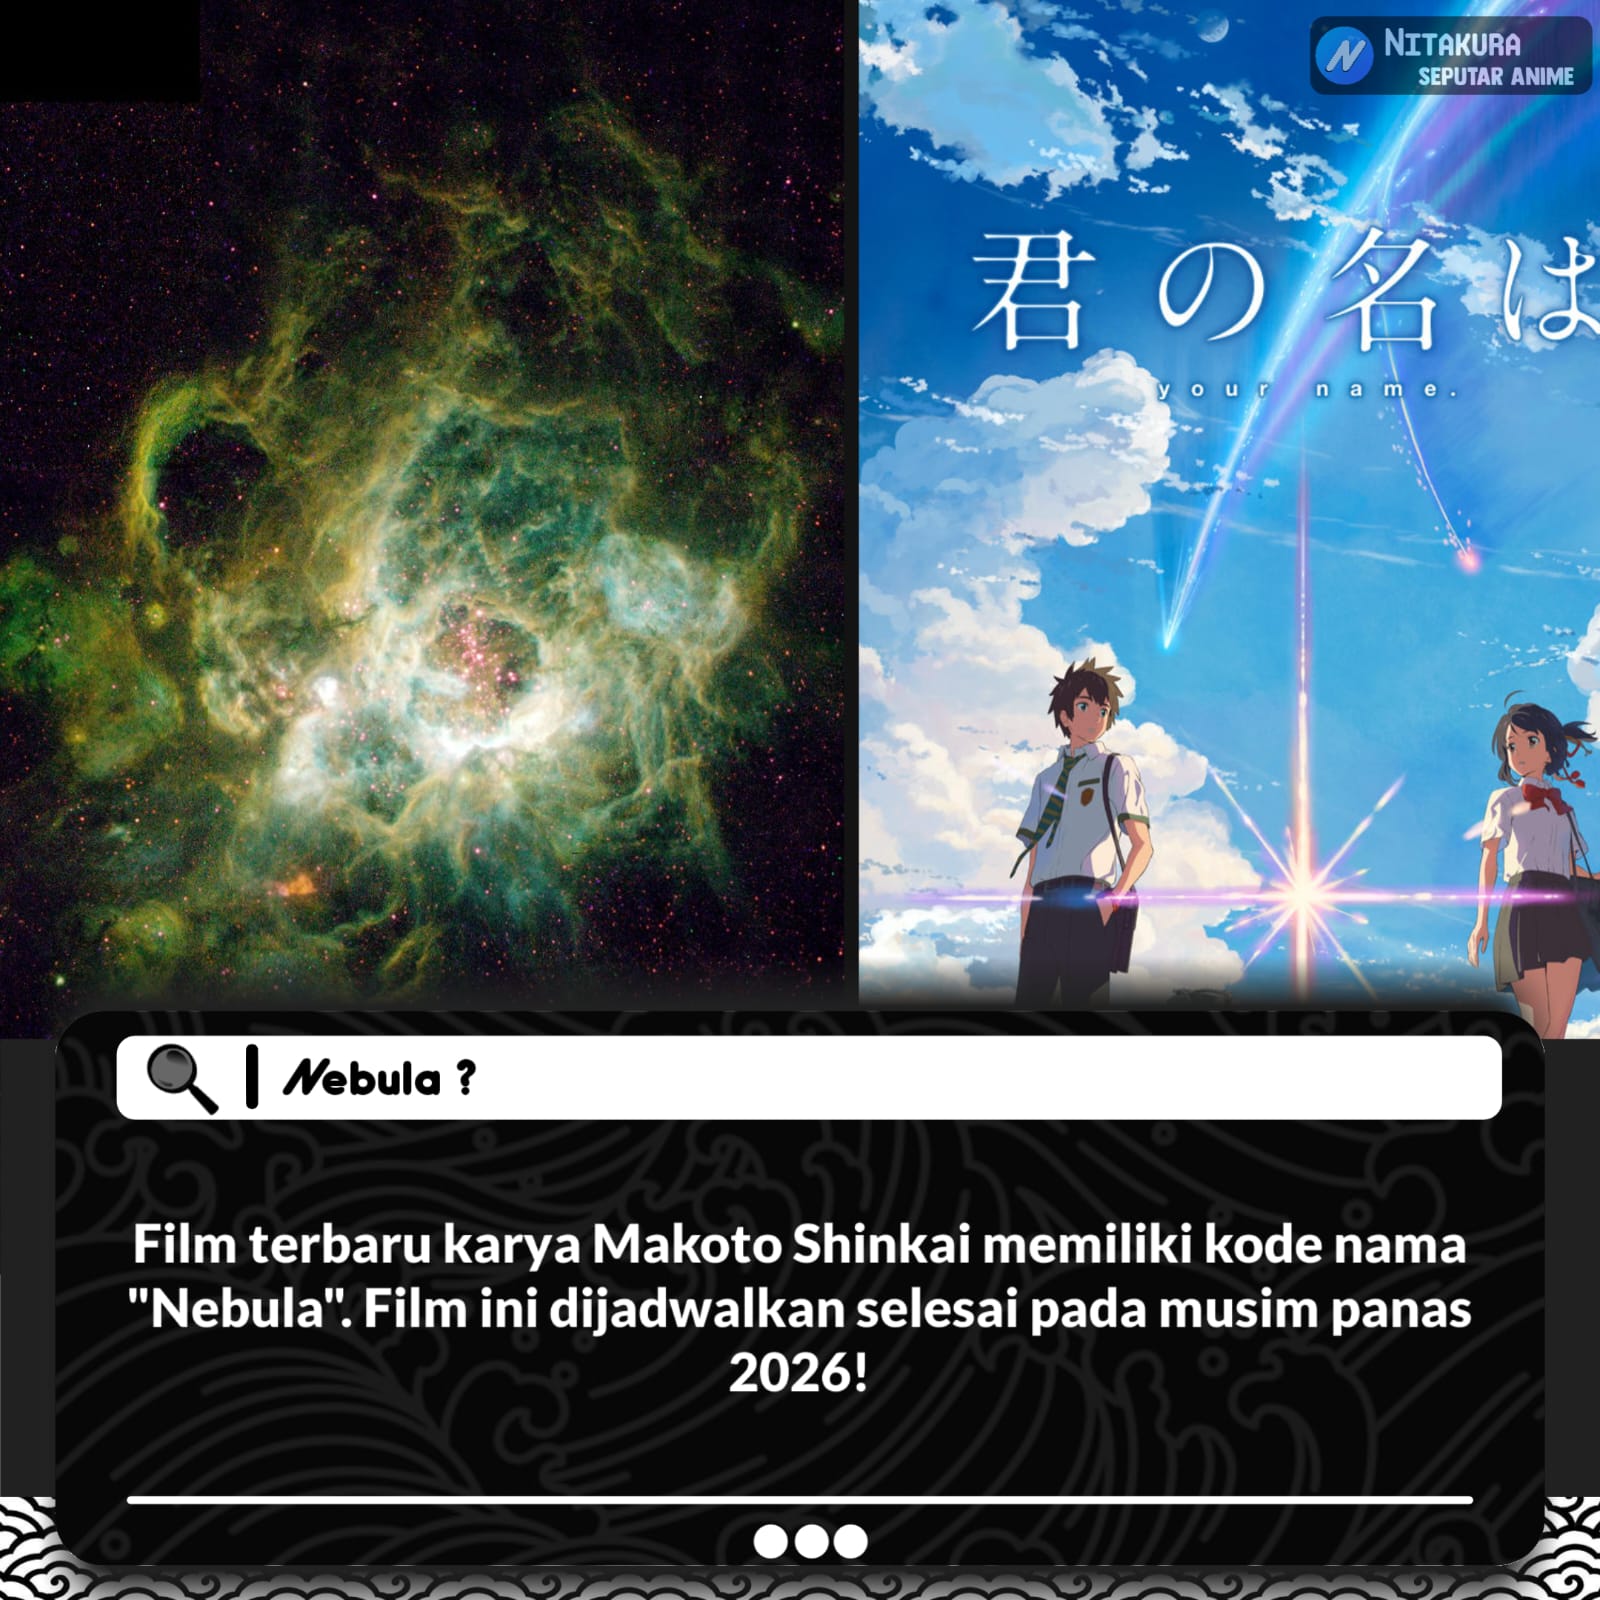 NITAKURA
SEPUTAR ANIME
君の名は
your name.
Nebula ?
Film terbaru karya Makoto Shinkai memiliki kode nama
"Nebula". Film ini dijadwalkan selesai pada musim panas
2026!